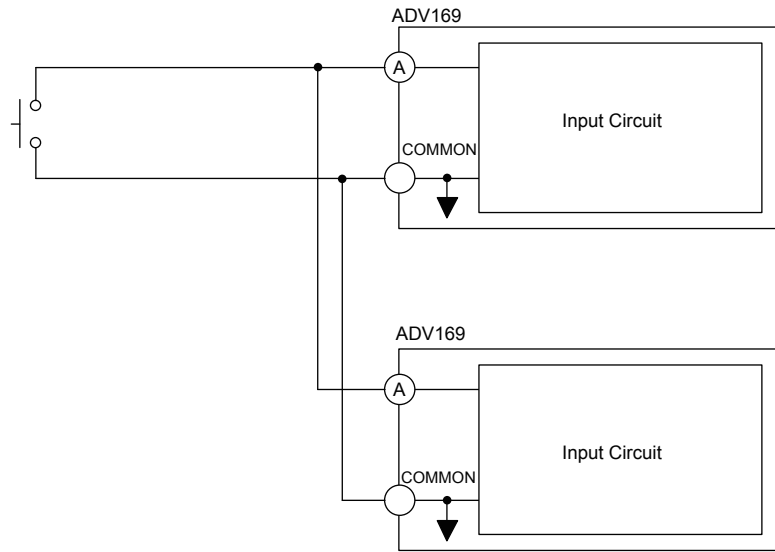 ADV169
A
Input Circuit
COMMON
ADV169
A
Input Circuit
COMMON